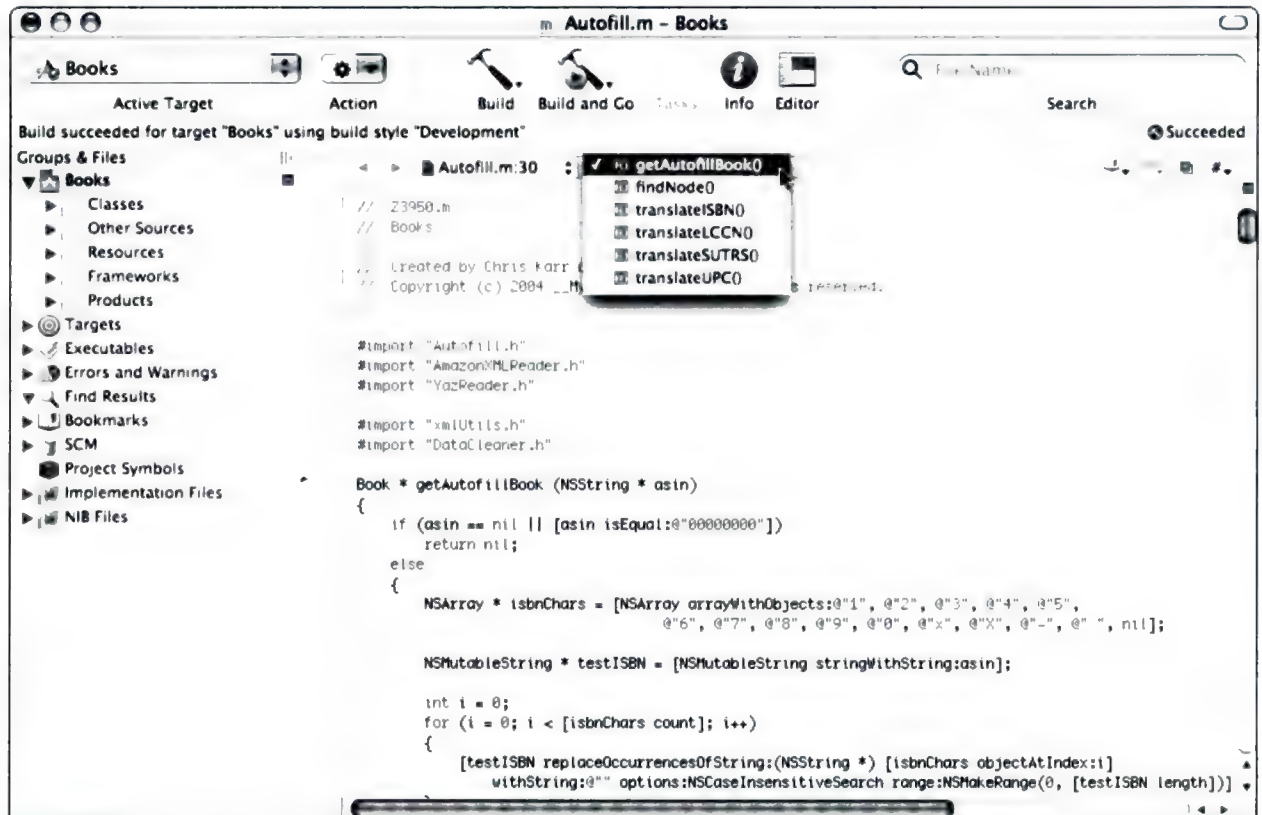 Autofill.m – Books
Books
Active Target
Action
Build
Build and Go
Tasks
Info
Editor
File Name
Search
Build succeeded for target "Books" using build style "Development"
Succeeded
Groups & Files
Books
Classes
Other Sources
Resources
Frameworks
Products
Targets
Executables
Errors and Warnings
Find Results
Bookmarks
SCM
Project Symbols
Implementation Files
NIB Files
Autofill.m:30
✓ getAutofillBook()
findNode()
translateISBN()
translateLCCN()
translateSUTRS()
translateUPC()
// Z3950.m
// Books
// Created by Chris Karr
// Copyright (c) 2004 reserved.
#import "Autofill.h"
#import "AmazonXMLReader.h"
#import "YazReader.h"
#import "xmlUtils.h"
#import "DataCleaner.h"
Book * getAutofillBook (NSString * asin)
{
if (asin == nil || [asin isEqual:@"00000000"])
return nil;
else
{
NSArray * isbnChars = [NSArray arrayWithObjects:@"1", @"2", @"3", @"4", @"5",
@"6", @"7", @"8", @"9", @"0", @"x", @"X", @"-", @" ", nil];
NSMutableString * testISBN = [NSMutableString stringWithString:asin];
int i = 0;
for (i = 0; i < [isbnChars count]; i++)
{
[testISBN replaceOccurrencesOfString:(NSString *) [isbnChars objectAtIndex:i]
withString:@"" options:NSCaseInsensitiveSearch range:NSMakeRange(0, [testISBN length])]